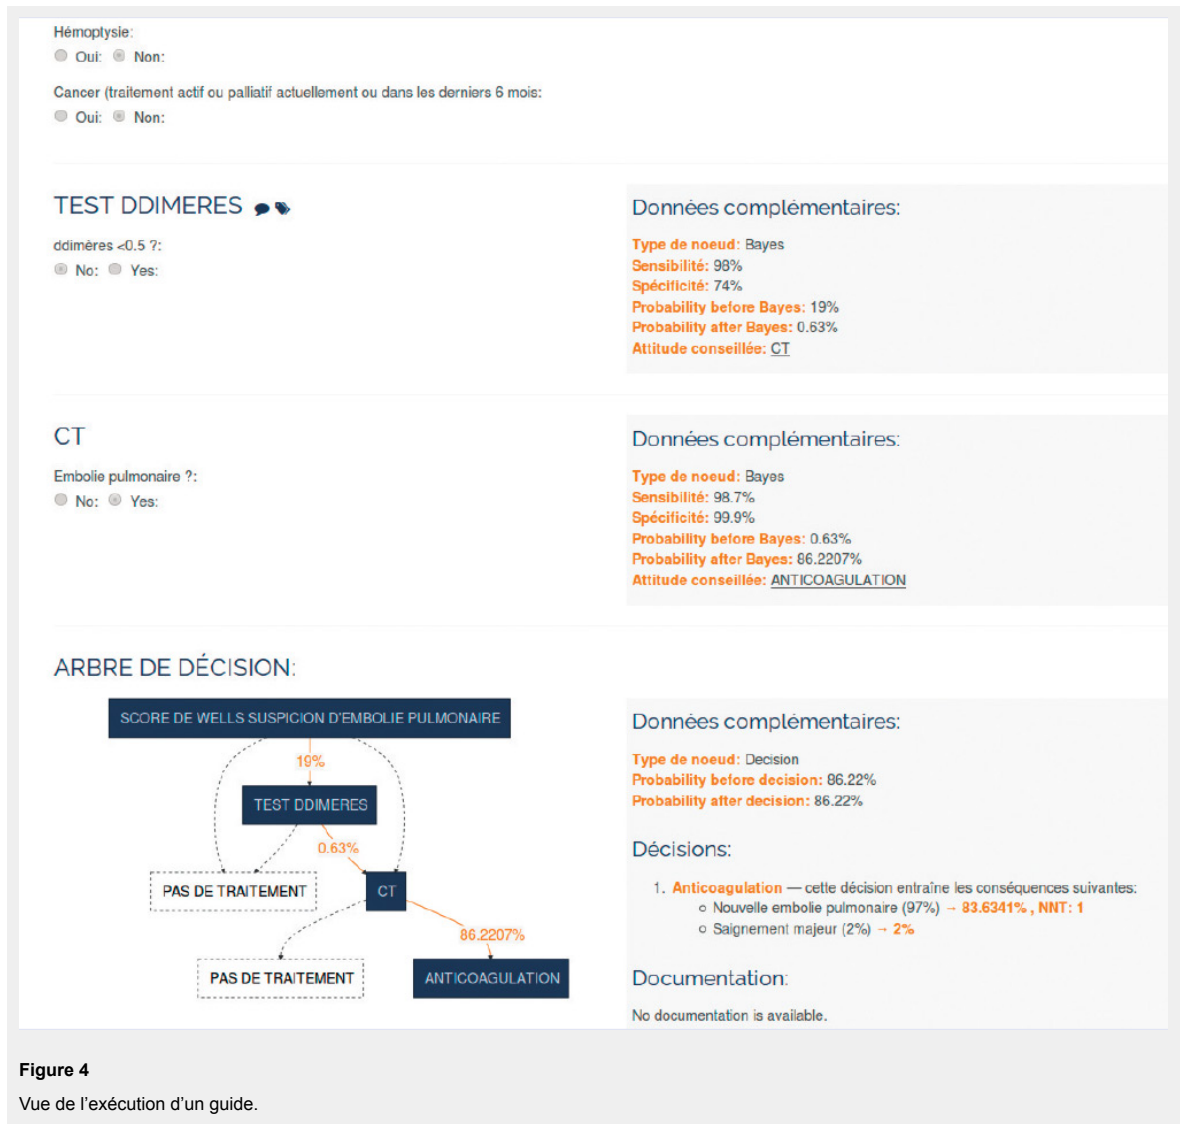 Hémoptysie:
Oui: Non:
Cancer (traitement actif ou palliatif actuellement ou dans les derniers 6 mois:
Oui: Non:
TEST DDIMERES
ddimères <0.5 ?:
No: Yes:
Données complémentaires:
Type de noeud: Bayes
Sensibilité: 98%
Spécificité: 74%
Probability before Bayes: 19%
Probability after Bayes: 0.63%
Attitude conseillée: CT
CT
Embolie pulmonaire ?:
No: Yes:
Données complémentaires:
Type de noeud: Bayes
Sensibilité: 98.7%
Spécificité: 99.9%
Probability before Bayes: 0.63%
Probability after Bayes: 86.2207%
Attitude conseillée: ANTICOAGULATION
ARBRE DE DÉCISION:
SCORE DE WELLS SUSPICION D'EMBOLIE PULMONAIRE
19%
TEST DDIMERES
0.63%
PAS DE TRAITEMENT
CT
86.2207%
PAS DE TRAITEMENT
ANTICOAGULATION
Données complémentaires:
Type de noeud: Decision
Probability before decision: 86.22%
Probability after decision: 86.22%
Décisions:
1. Anticoagulation — cette décision entraîne les conséquences suivantes:
Nouvelle embolie pulmonaire (97%) → 83.6341% , NNT: 1
Saignement majeur (2%) → 2%
Documentation:
No documentation is available.
Figure 4
Vue de l'exécution d'un guide.